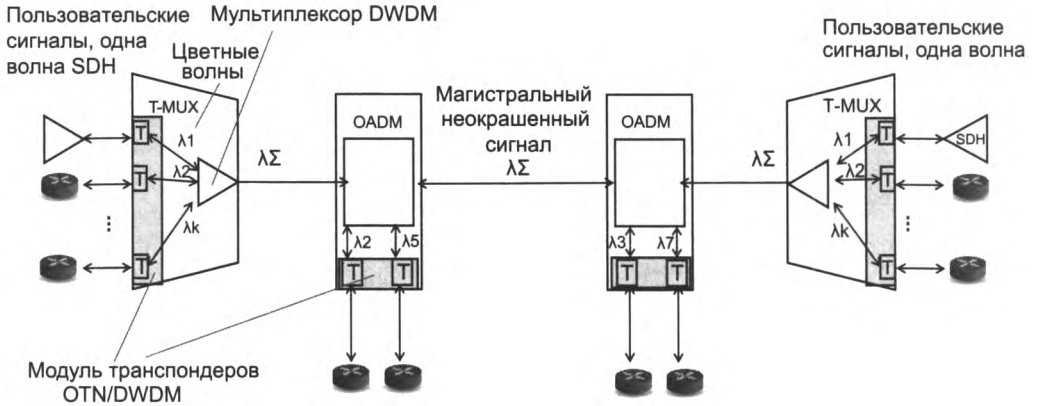 Пользовательские
сигналы, одна
волна SDH
Мультиплексор DWDM
Цветные
волны
T-MUX
T
λ1
T
λ2
λk
T
λΣ
OADM
λ2
λ5
T
T
Магистральный
неокрашенный
сигнал
λΣ
OADM
λ3
λ7
T
T
λΣ
Пользовательские
сигналы, одна волна
T-MUX
T
λ1
SDH
T
λ2
λk
T
Модуль транспондеров
OTN/DWDM